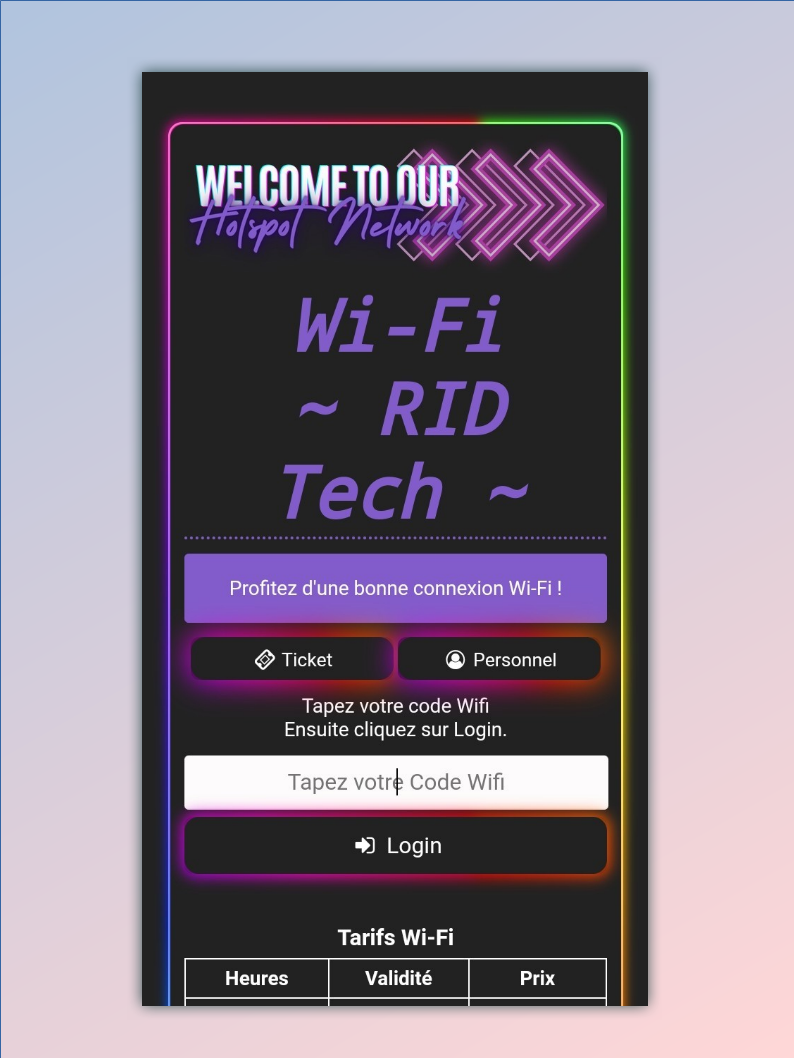 WELCOME TO OUR
Hotspot Network
Wi-Fi
~ RID
Tech ~
Profitez d'une bonne connexion Wi-Fi !
Ticket
Personnel
Tapez votre code Wifi
Ensuite cliquez sur Login.
Tapez votre Code Wifi
Login
Tarifs Wi-Fi
Heures Validité Prix